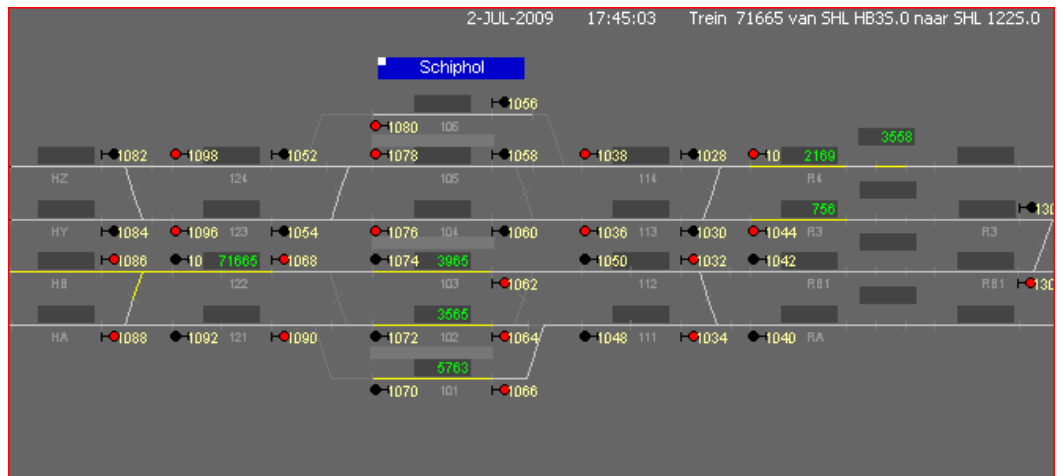 2-JUL-2009 17:45:03 Trein 71665 van SHL HB3S.0 naar SHL 122S.0
Schiphol
1056
1080 106
3558
1082 1098 1052 1078 1058 1038 1028 10 2169
HZ 124 105 114 R4
756
130
HY 1084 1096 123 1054 1076 104 1060 1036 113 1030 1044 R3 R3
1086 10 71665 1068 1074 3965 1050 1032 1042
HB 122 103 1062 112 RB1 RB1 130
3565
HA 1088 1092 121 1090 1072 102 1064 1048 111 1034 1040 RA
5763
1070 101 1066